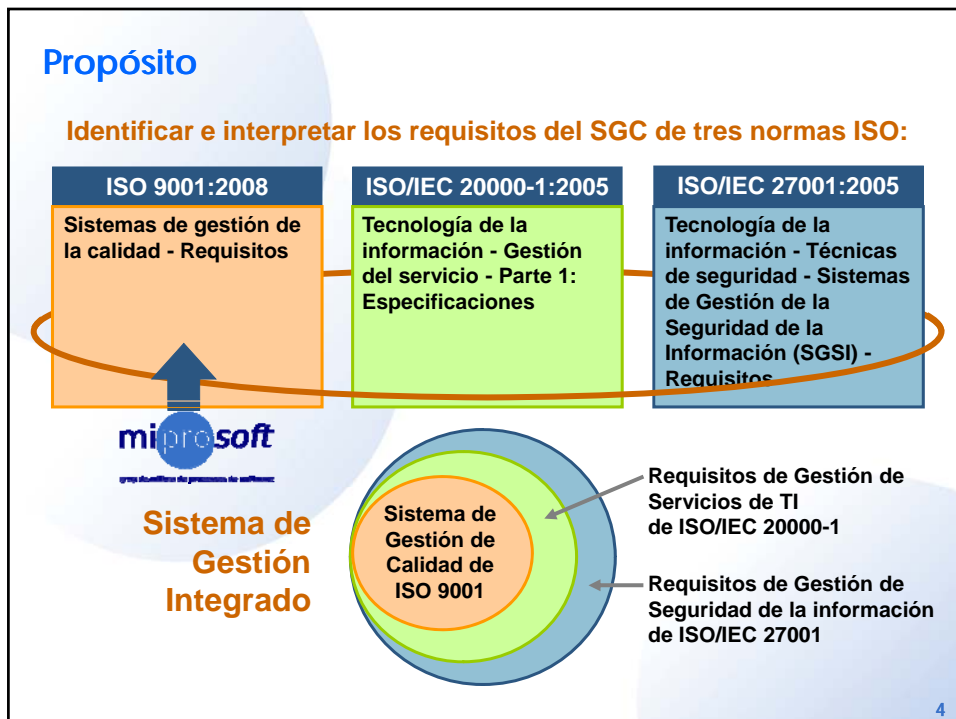 Propósito
Identificar e interpretar los requisitos del SGC de tres normas ISO:
ISO 9001:2008
Sistemas de gestión de
la calidad - Requisitos
ISO/IEC 20000-1:2005
Tecnología de la
información - Gestión
del servicio - Parte 1:
Especificaciones
ISO/IEC 27001:2005
Tecnología de la
información - Técnicas
de seguridad - Sistemas
de Gestión de la
Seguridad de la
Información (SGSI) -
Requisitos
miprosoft
Sistema de
Gestión
Integrado
Sistema de
Gestión de
Calidad de
ISO 9001
Requisitos de Gestión de
Servicios de TI
de ISO/IEC 20000-1
Requisitos de Gestión de
Seguridad de la información
de ISO/IEC 27001
4